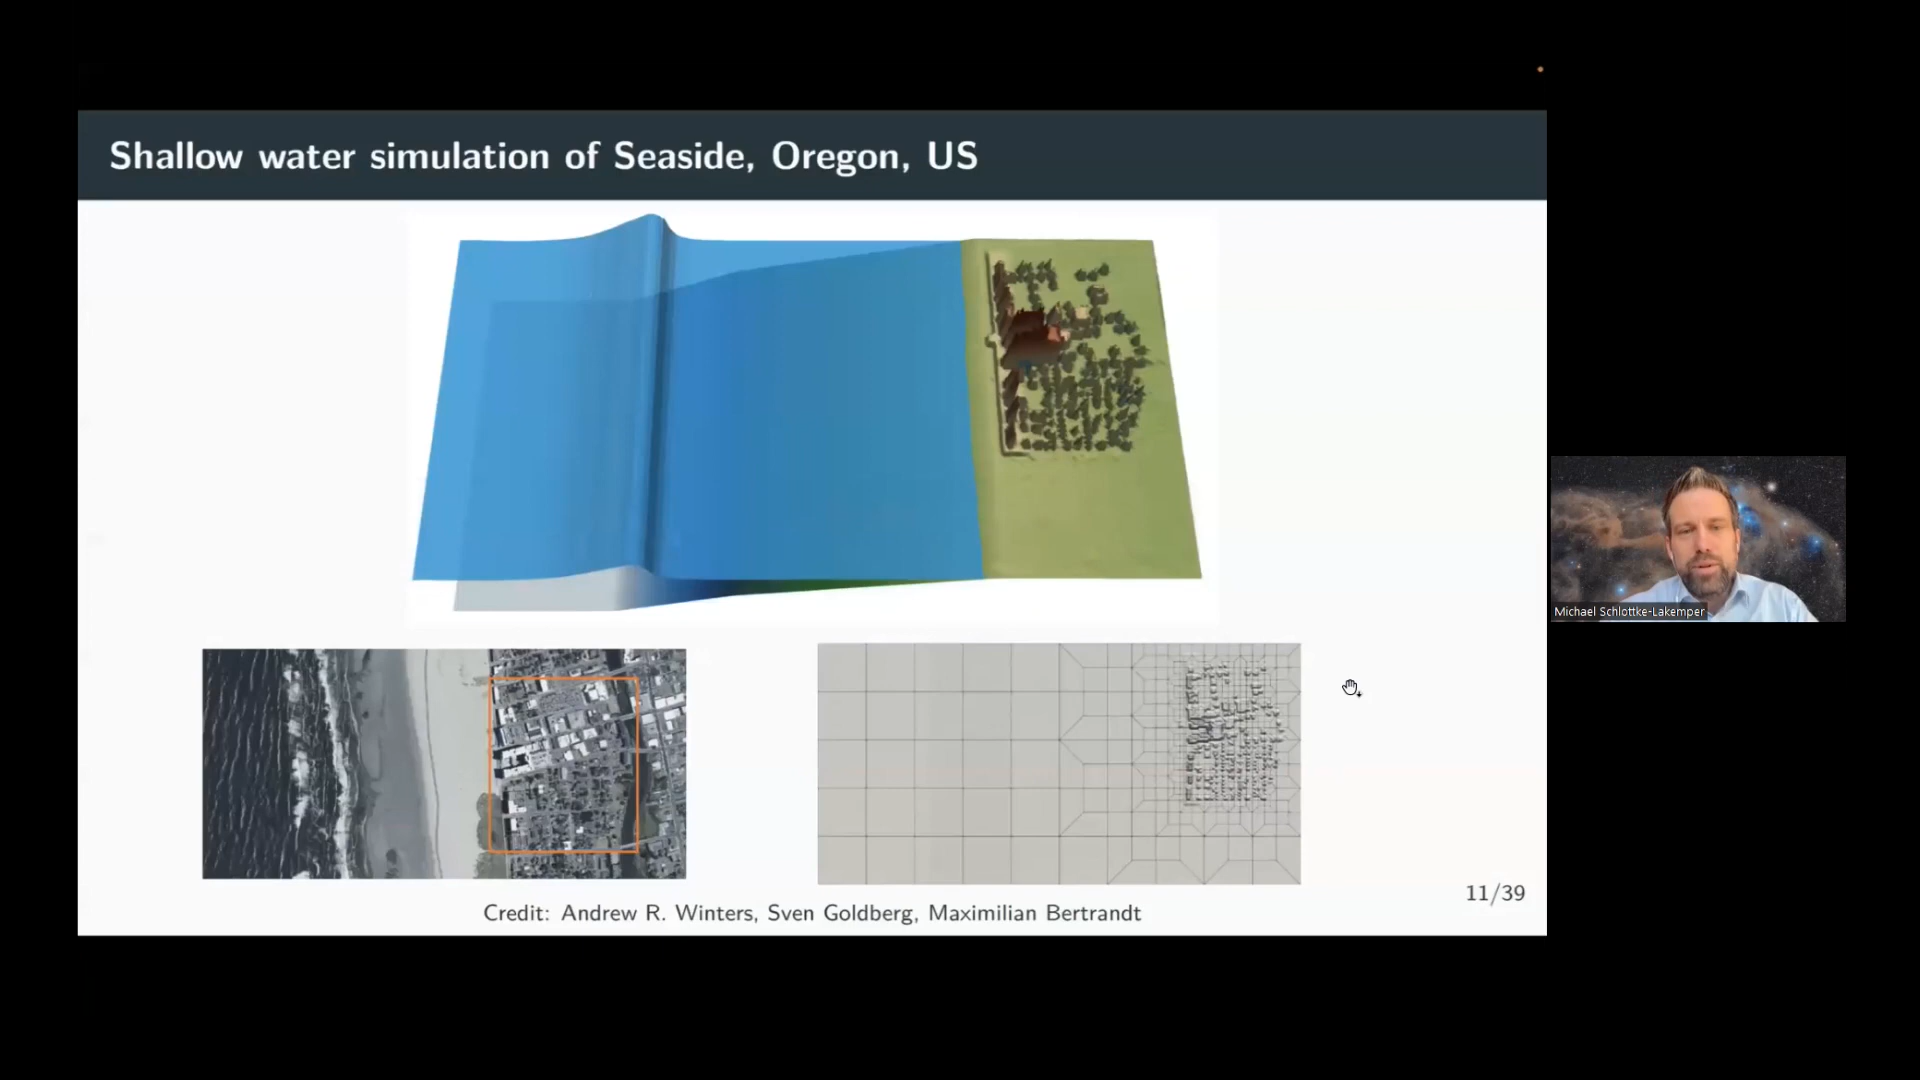 Shallow water simulation of Seaside, Oregon, US
Michael Schlottke-Lakemper
11/39
Credit: Andrew R. Winters, Sven Goldberg, Maximilian Bertrandt